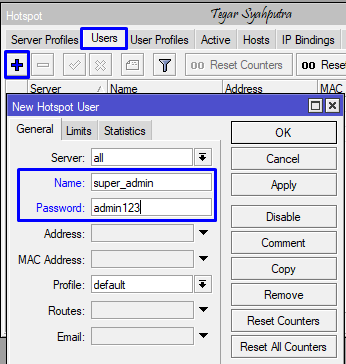 Hotspot
Tegar Syahputra
Server Profiles Users User Profiles Active Hosts IP Bindings
00 Reset Counters 00
Server Name Address MAC
New Hotspot User
General Limits Statistics
Server: all
Name: super_admin
Password: admin123
Address:
MAC Address:
Profile: default
Routes:
Email:
OK
Cancel
Apply
Disable
Comment
Copy
Remove
Reset Counters
Reset All Counters